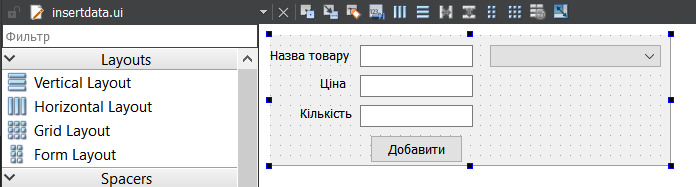 insertdata.ui
Фильтр
Layouts
Vertical Layout
Horizontal Layout
Grid Layout
Form Layout
Spacers
Назва товару
Ціна
Кількість
Добавити